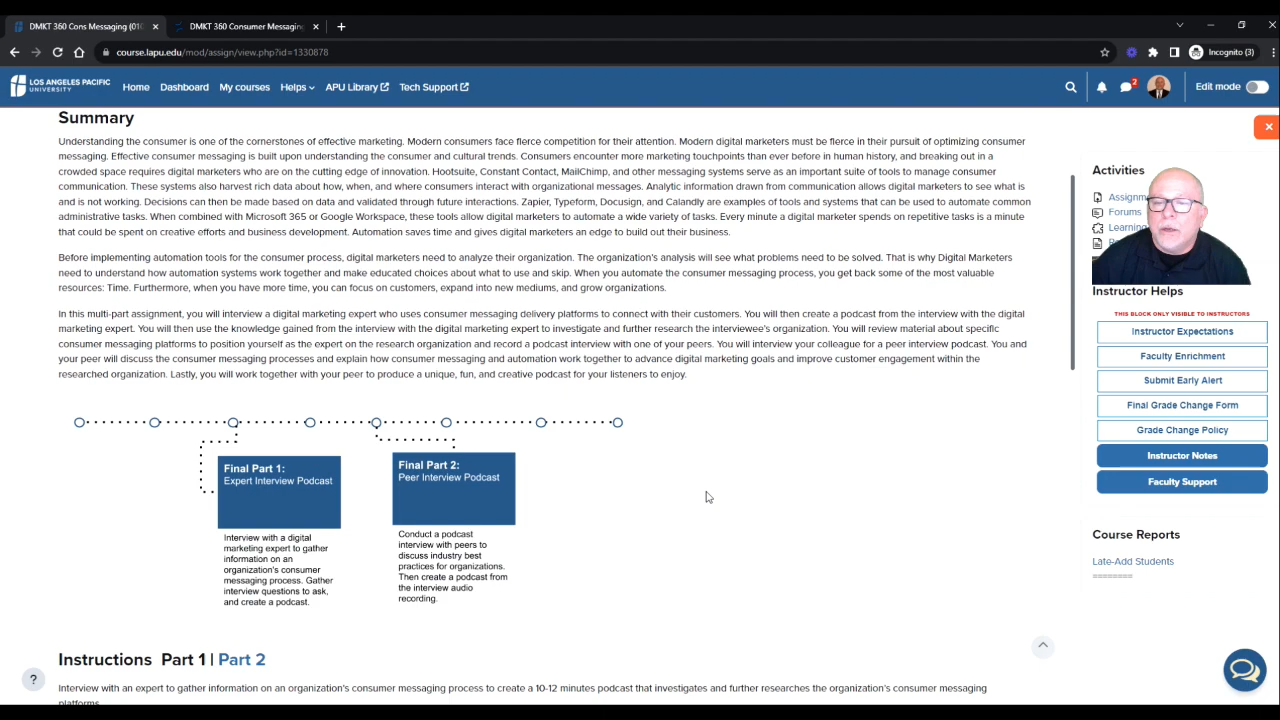 DMKT 360 Cons Messaging (010
DMKT 360 Consumer Messaging
course.lapu.edu/mod/assign/view.php?id=1330878
Incognito (3)
LOS ANGELES PACIFIC
UNIVERSITY
Home
Dashboard
My courses
Helps
APU Library
Tech Support
2
Edit mode
Summary
Understanding the consumer is one of the cornerstones of effective marketing. Modern consumers face fierce competition for their attention. Modern digital marketers must be fierce in their pursuit of optimizing consumer
messaging. Effective consumer messaging is built upon understanding the consumer and cultural trends. Consumers encounter more marketing touchpoints than ever before in human history, and breaking out in a
crowded space requires digital marketers who are on the cutting edge of innovation. Hootsuite, Constant Contact, MailChimp, and other messaging systems serve as an important suite of tools to manage consumer
communication. These systems also harvest rich data about how, when, and where consumers interact with organizational messages. Analytic information drawn from communication allows digital marketers to see what is
and is not working. Decisions can then be made based on data and validated through future interactions. Zapier, Typeform, Docusign, and Calandly are examples of tools and systems that can be used to automate common
administrative tasks. When combined with Microsoft 365 or Google Workspace, these tools allow digital marketers to automate a wide variety of tasks. Every minute a digital marketer spends on repetitive tasks is a minute
that could be spent on creative efforts and business development. Automation saves time and gives digital marketers an edge to build out their business.
Before implementing automation tools for the consumer process, digital marketers need to analyze their organization. The organization's analysis will see what problems need to be solved. That is why Digital Marketers
need to understand how automation systems work together and make educated choices about what to use and skip. When you automate the consumer messaging process, you get back some of the most valuable
resources: Time. Furthermore, when you have more time, you can focus on customers, expand into new mediums, and grow organizations.
In this multi-part assignment, you will interview a digital marketing expert who uses consumer messaging delivery platforms to connect with their customers. You will then create a podcast from the interview with the digital
marketing expert. You will then use the knowledge gained from the interview with the digital marketing expert to investigate and further research the interviewee's organization. You will review material about specific
consumer messaging platforms to position yourself as the expert on the research organization and record a podcast interview with one of your peers. You will interview your colleague for a peer interview podcast. You and
your peer will discuss the consumer messaging processes and explain how consumer messaging and automation work together to advance digital marketing goals and improve customer engagement within the
researched organization. Lastly, you will work together with your peer to produce a unique, fun, and creative podcast for your listeners to enjoy.
Final Part 1:
Expert Interview Podcast
Interview with a digital
marketing expert to gather
information on an
organization's consumer
messaging process. Gather
interview questions to ask,
and create a podcast.
Final Part 2:
Peer Interview Podcast
Conduct a podcast
interview with peers to
discuss industry best
practices for organizations.
Then create a podcast from
the interview audio
recording.
Instructions Part 1 | Part 2
Interview with an expert to gather information on an organization's consumer messaging process to create a 10-12 minutes podcast that investigates and further researches the organization's consumer messaging
platforms.
?
Activities
Assignm
Forums
Learning
Instructor Helps
THIS BLOCK ONLY VISIBLE TO INSTRUCTORS
Instructor Expectations
Faculty Enrichment
Submit Early Alert
Final Grade Change Form
Grade Change Policy
Instructor Notes
Faculty Support
Course Reports
Late-Add Students
========